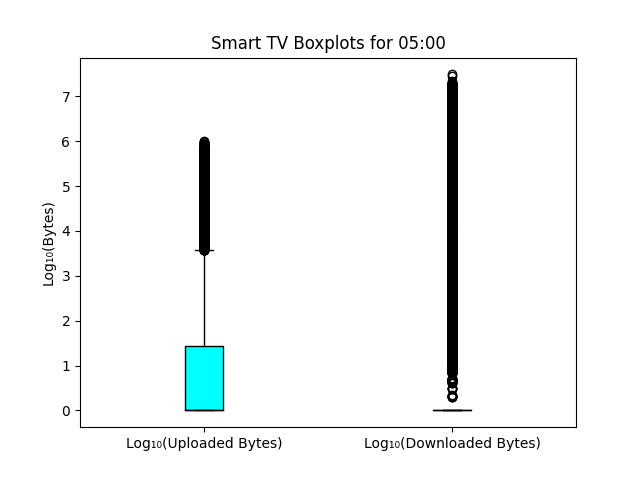 Smart TV Boxplots for 05:00
Log₁₀(Bytes)
7
6
5
4
3
2
1
0
Log₁₀(Uploaded Bytes)
Log₁₀(Downloaded Bytes)